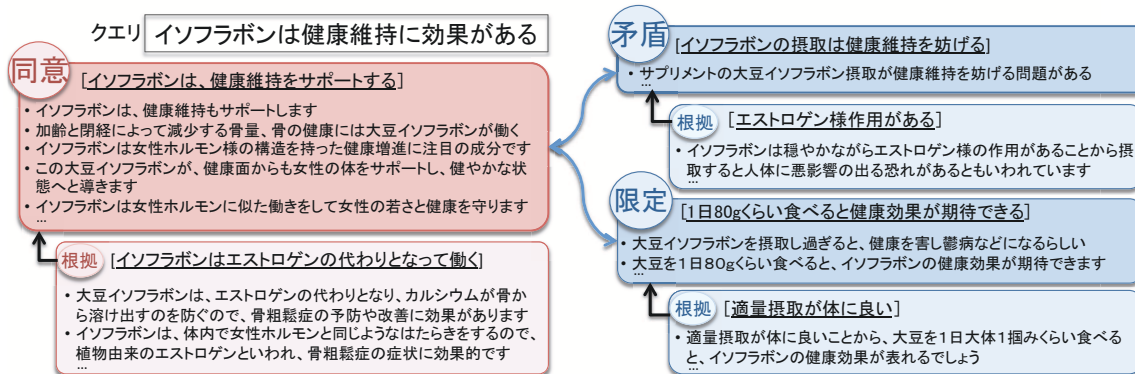 クエリ イソフラボンは健康維持に効果がある
同意
[イソフラボンは、健康維持をサポートする]
・イソフラボンは、健康維持もサポートします
・加齢と閉経によって減少する骨量、骨の健康には大豆イソフラボンが働く
・イソフラボンは女性ホルモン様の構造を持った健康増進に注目の成分です
・この大豆イソフラボンが、健康面からも女性の体をサポートし、健やかな状
態へと導きます
・イソフラボンは女性ホルモンに似た働きをして女性の若さと健康を守ります
…
根拠 [イソフラボンはエストロゲンの代わりとなって働く]
・大豆イソフラボンは、エストロゲンの代わりとなり、カルシウムが骨から
溶け出すのを防ぐので、骨粗鬆症の予防や改善に効果があります
・イソフラボンは、体内で女性ホルモンと同じようなはたらきをするので、
植物由来のエストロゲンといわれ、骨粗鬆症の症状に効果的です
…
矛盾
[イソフラボンの摂取は健康維持を妨げる]
・サプリメントの大豆イソフラボン摂取が健康維持を妨げる問題がある
…
根拠 [エストロゲン様作用がある]
・イソフラボンは穏やかながらエストロゲン様の作用があることから摂
取すると人体に悪影響の出る恐れがあるともいわれています
…
限定
[1日80gくらい食べると健康効果が期待できる]
・大豆イソフラボンを摂取し過ぎると、健康を害し鬱病などになるらしい
・大豆を1日80gくらい食べると、イソフラボンの健康効果が期待できます
…
根拠 [適量摂取が体に良い]
・適量摂取が体に良いことから、大豆を1日大体1掴みくらい食べる
と、イソフラボンの健康効果が表れるでしょう
…